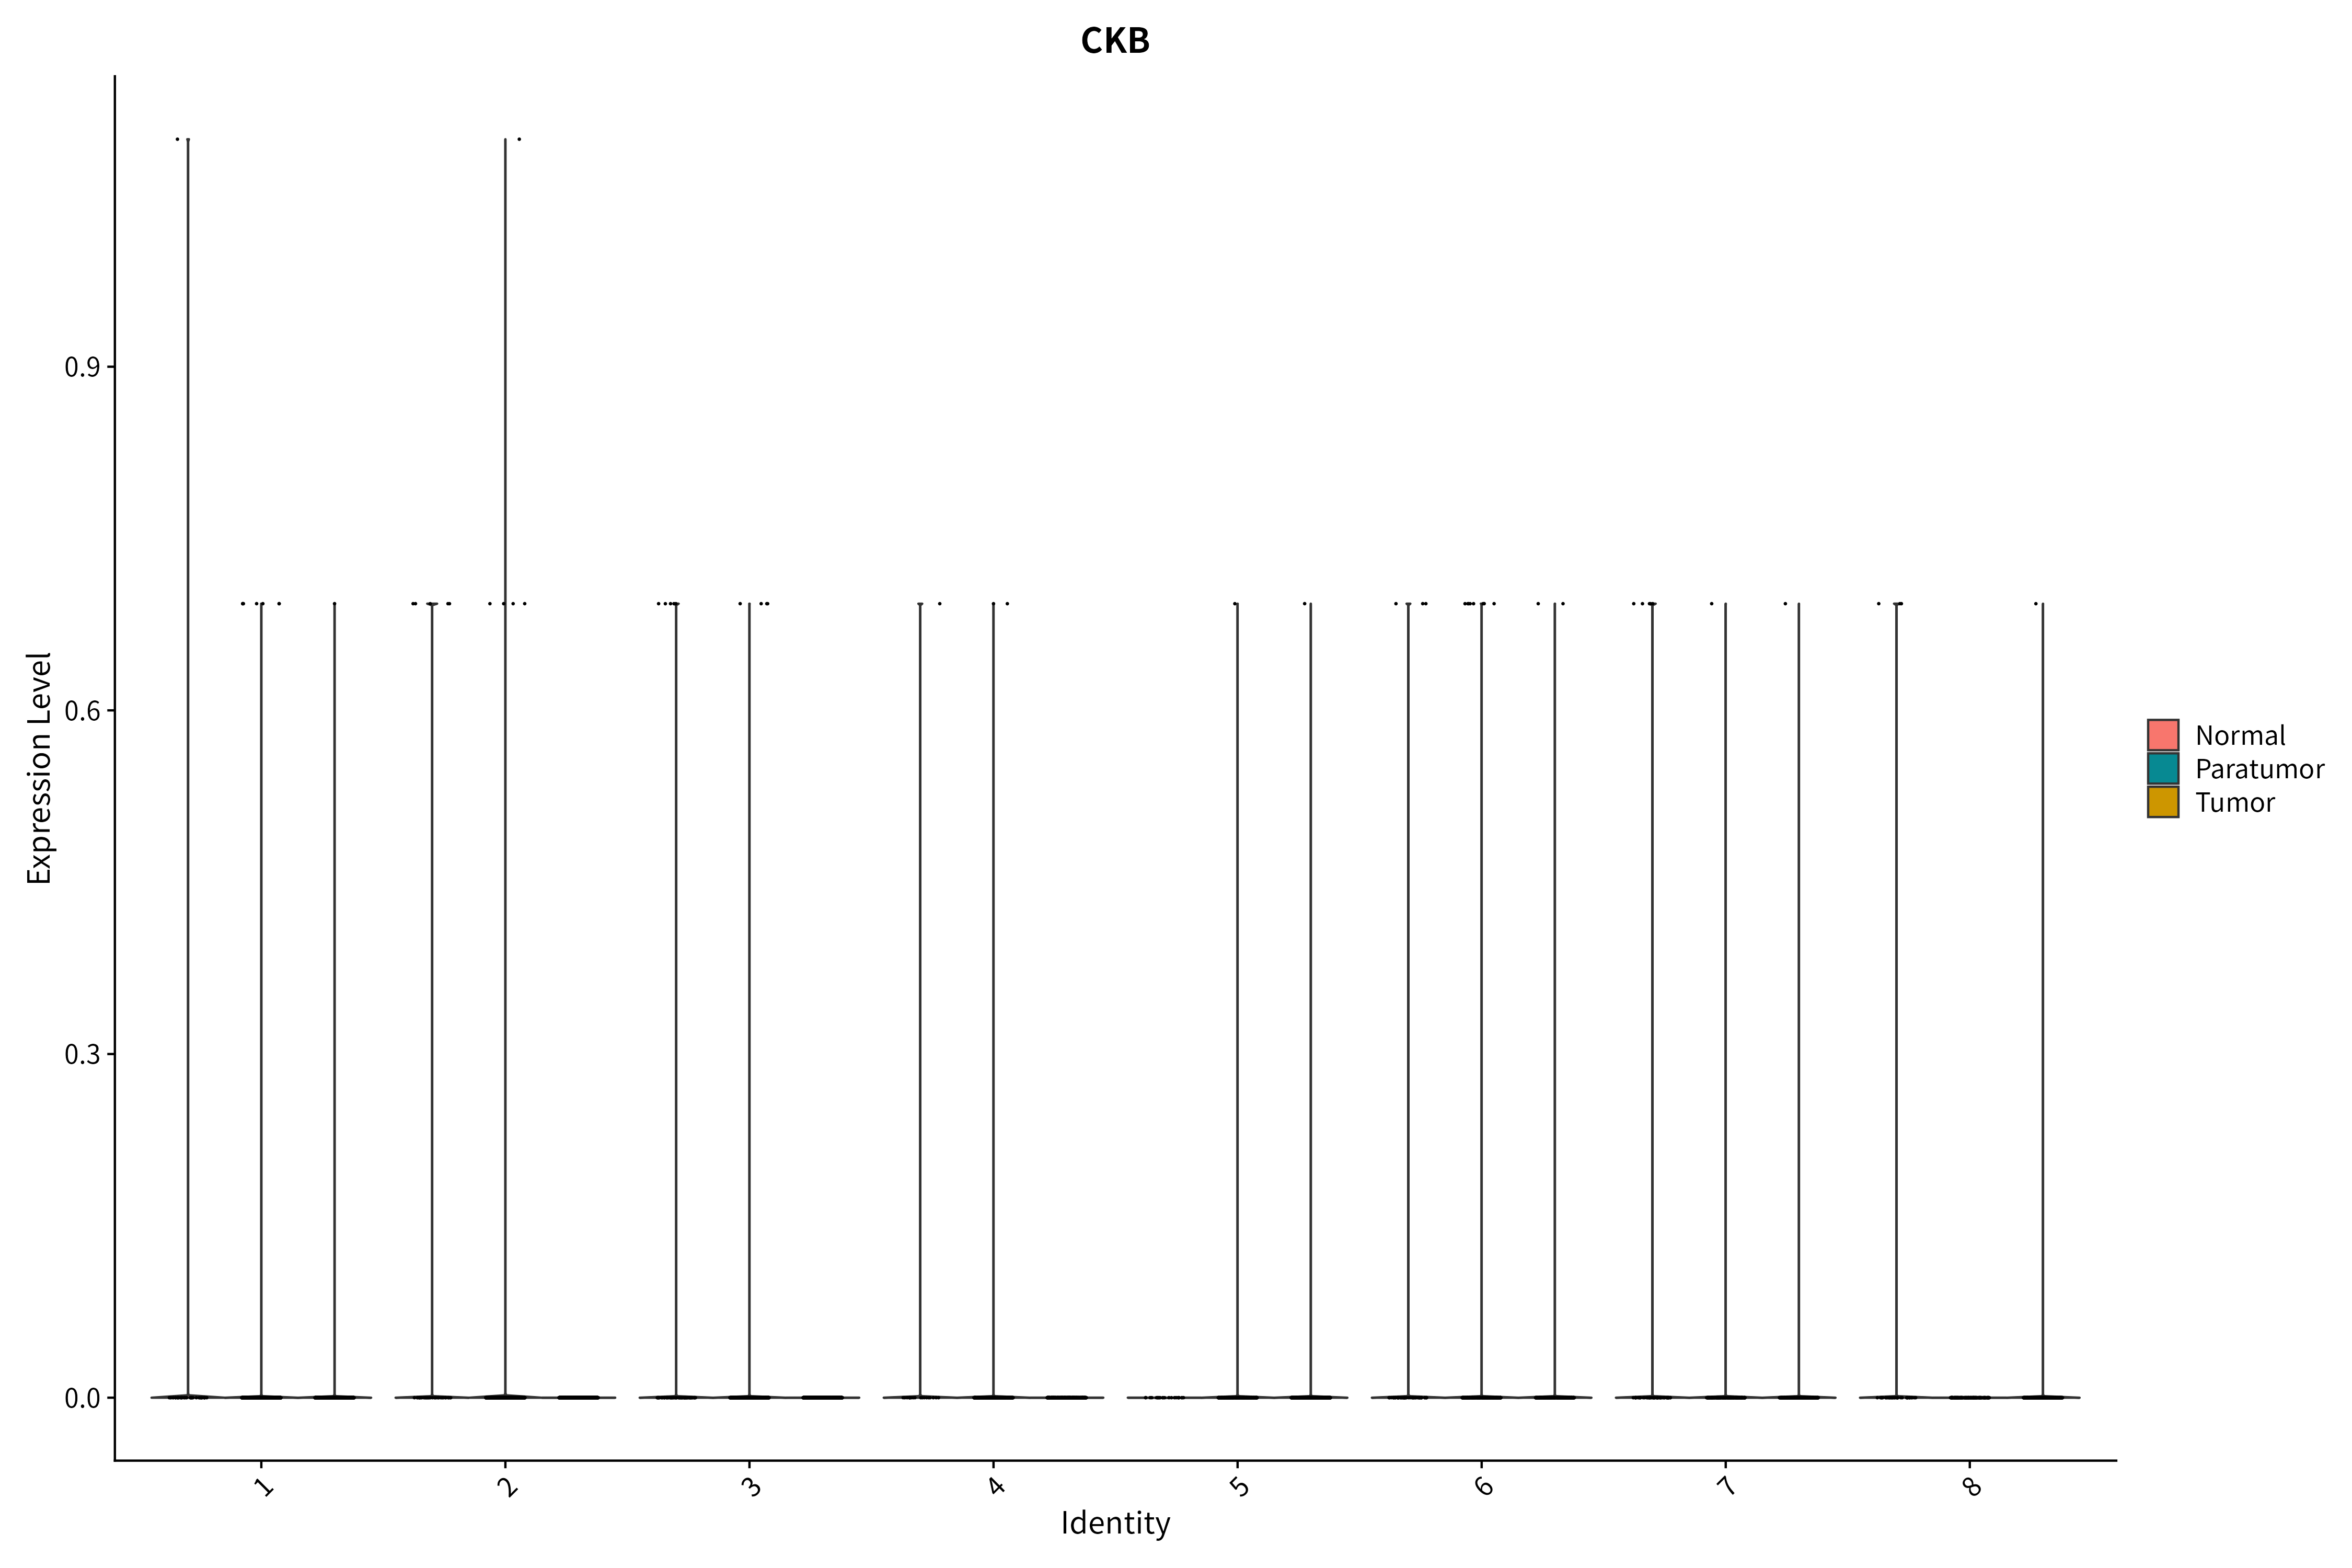 CKB
Expression Level
0.9
0.6
0.3
0.0
1
2
3
4
5
6
7
8
Identity
Normal
Paratumor
Tumor